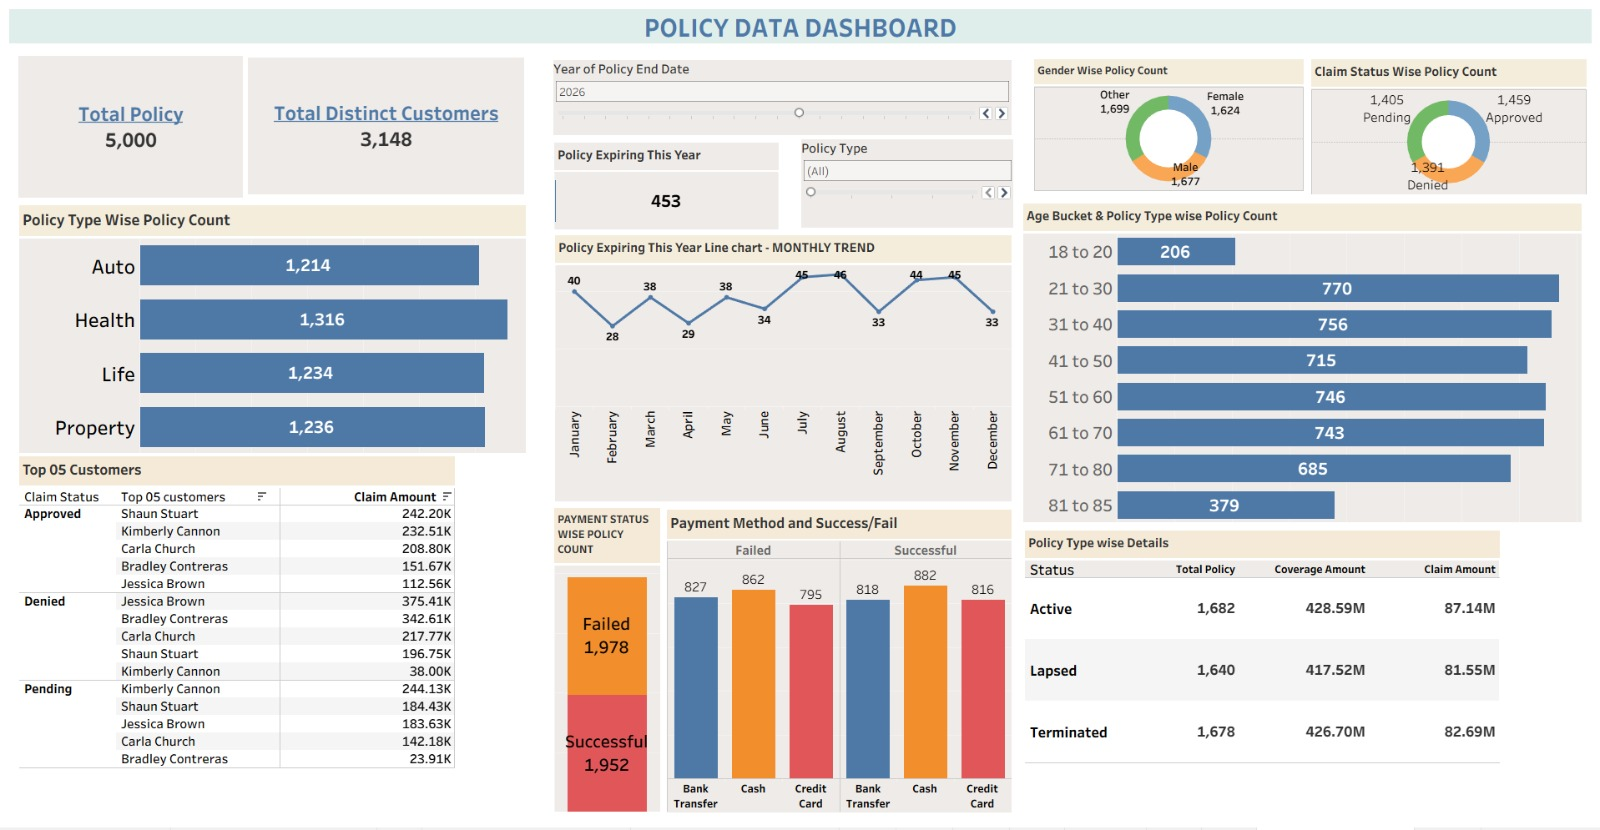 POLICY DATA DASHBOARD
Total Policy
5,000
Total Distinct Customers
3,148
Policy Type Wise Policy Count
Auto 1,214
Health 1,316
Life 1,234
Property 1,236
Top 05 Customers
Claim Status Top 05 customers Claim Amount
Approved Shaun Stuart 242.20K
Kimberly Cannon 232.51K
Carla Church 208.80K
Bradley Contreras 151.67K
Jessica Brown 112.56K
Denied Jessica Brown 375.41K
Bradley Contreras 342.61K
Carla Church 217.77K
Shaun Stuart 196.75K
Kimberly Cannon 38.00K
Pending Kimberly Cannon 244.13K
Shaun Stuart 184.43K
Jessica Brown 183.63K
Carla Church 142.18K
Bradley Contreras 23.91K
Year of Policy End Date
2026
Policy Expiring This Year
453
Policy Type
(All)
Policy Expiring This Year Line chart - MONTHLY TREND
40 28 38 29 38 34 45 46 33 44 45 33
January February March April May June July August September October November December
PAYMENT STATUS
WISE POLICY
COUNT
Failed
1,978
Successful
1,952
Payment Method and Success/Fail
Failed Successful
827 862 795 818 882 816
Bank Cash Credit Bank Cash Credit
Transfer Card Transfer Card
Gender Wise Policy Count
Other Female
1,699 1,624
Male
1,677
Claim Status Wise Policy Count
1,405 1,459
Pending Approved
1,391
Denied
Age Bucket & Policy Type wise Policy Count
18 to 20 206
21 to 30 770
31 to 40 756
41 to 50 715
51 to 60 746
61 to 70 743
71 to 80 685
81 to 85 379
Policy Type wise Details
Status Total Policy Coverage Amount Claim Amount
Active 1,682 428.59M 87.14M
Lapsed 1,640 417.52M 81.55M
Terminated 1,678 426.70M 82.69M